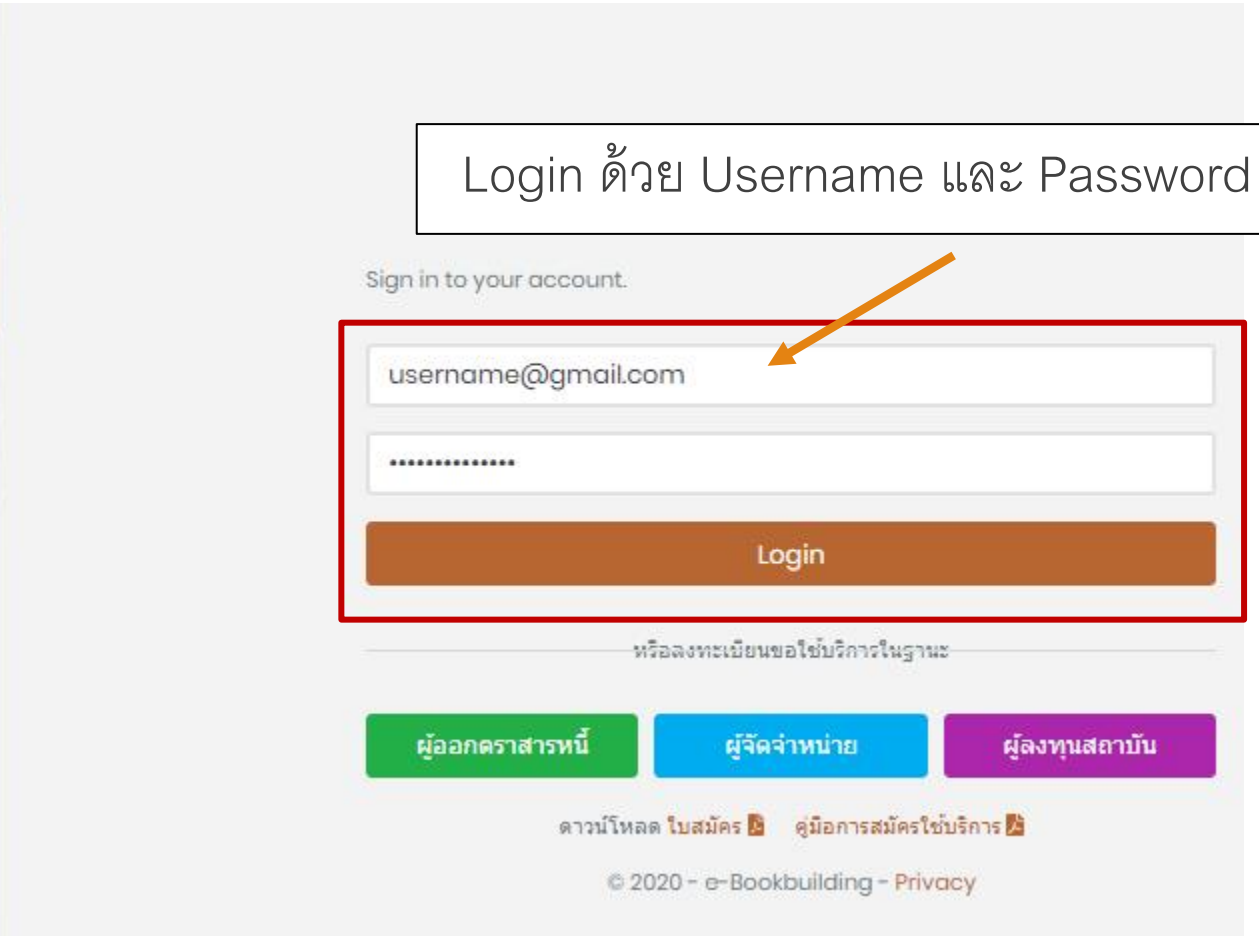 Login ด้วย Username และ Password
Sign in to your account.
username@gmail.com
••••••••••••••
Login
หรือลงทะเบียนขอใช้บริการในฐานะ
ผู้ออกตราสารหนี้ ผู้จัดจำหน่าย ผู้ลงทุนสถาบัน
ดาวน์โหลด ใบสมัคร คู่มือการสมัครใช้บริการ
© 2020 - e-Bookbuilding - Privacy